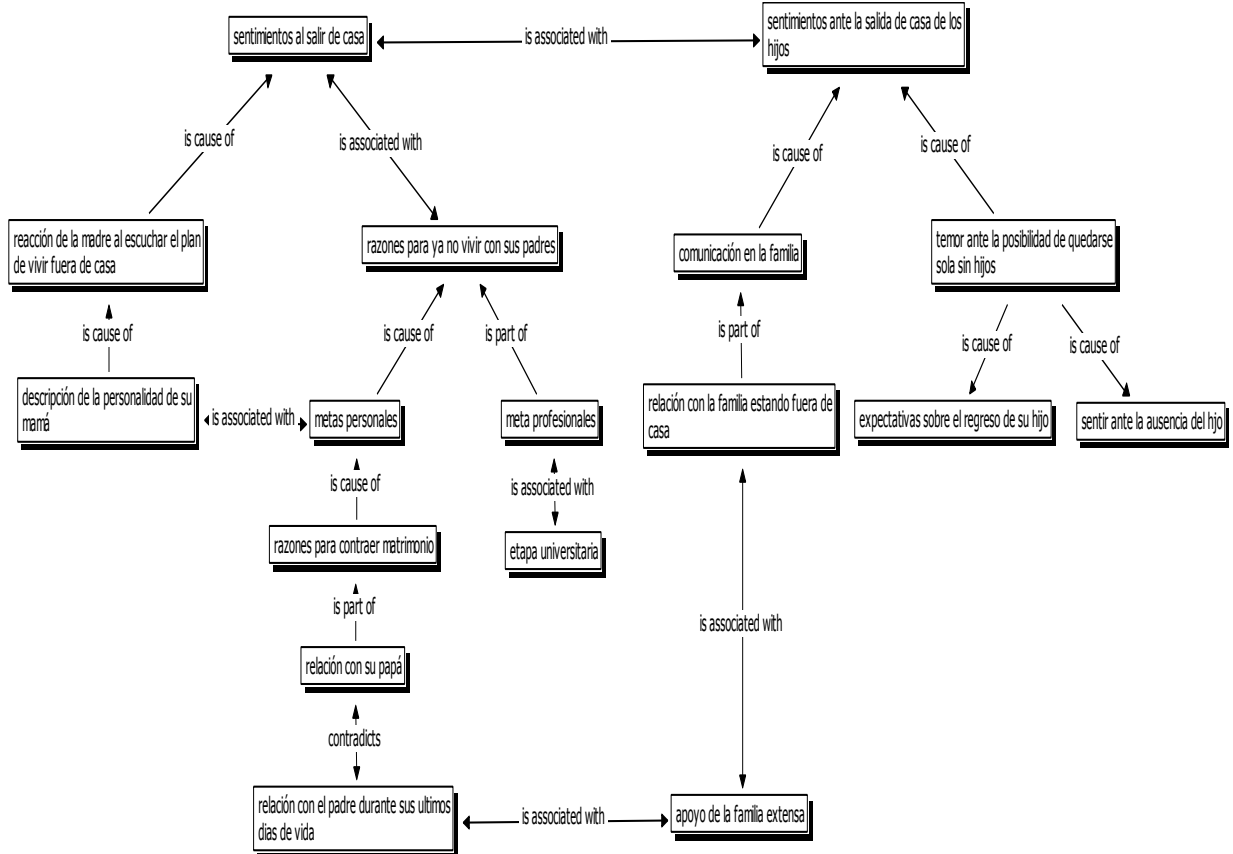 sentimientos al salir de casa
is associated with
sentimientos ante la salida de casa de los
hijos
is cause of
is associated with
is cause of
is cause of
reacción de la madre al escuchar el plan
de vivir fuera de casa
razones para ya no vivir con sus padres
comunicación en la familia
temor ante la posibilidad de quedarse
sola sin hijos
is cause of
is cause of
is part of
is part of
is cause of
is cause of
descripción de la personalidad de su
mamá
is associated with
metas personales
meta profesionales
relación con la familia estando fuera de
casa
expectativas sobre el regreso de su hijo
sentir ante la ausencia del hjo
is cause of
is associated with
razones para contraer matrimonio
etapa universitaria
is part of
is associated with
relación con su papá
contradicts
relación con el padre durante sus ultimos
dias de vida
is associated with
apoyo de la familia extensa